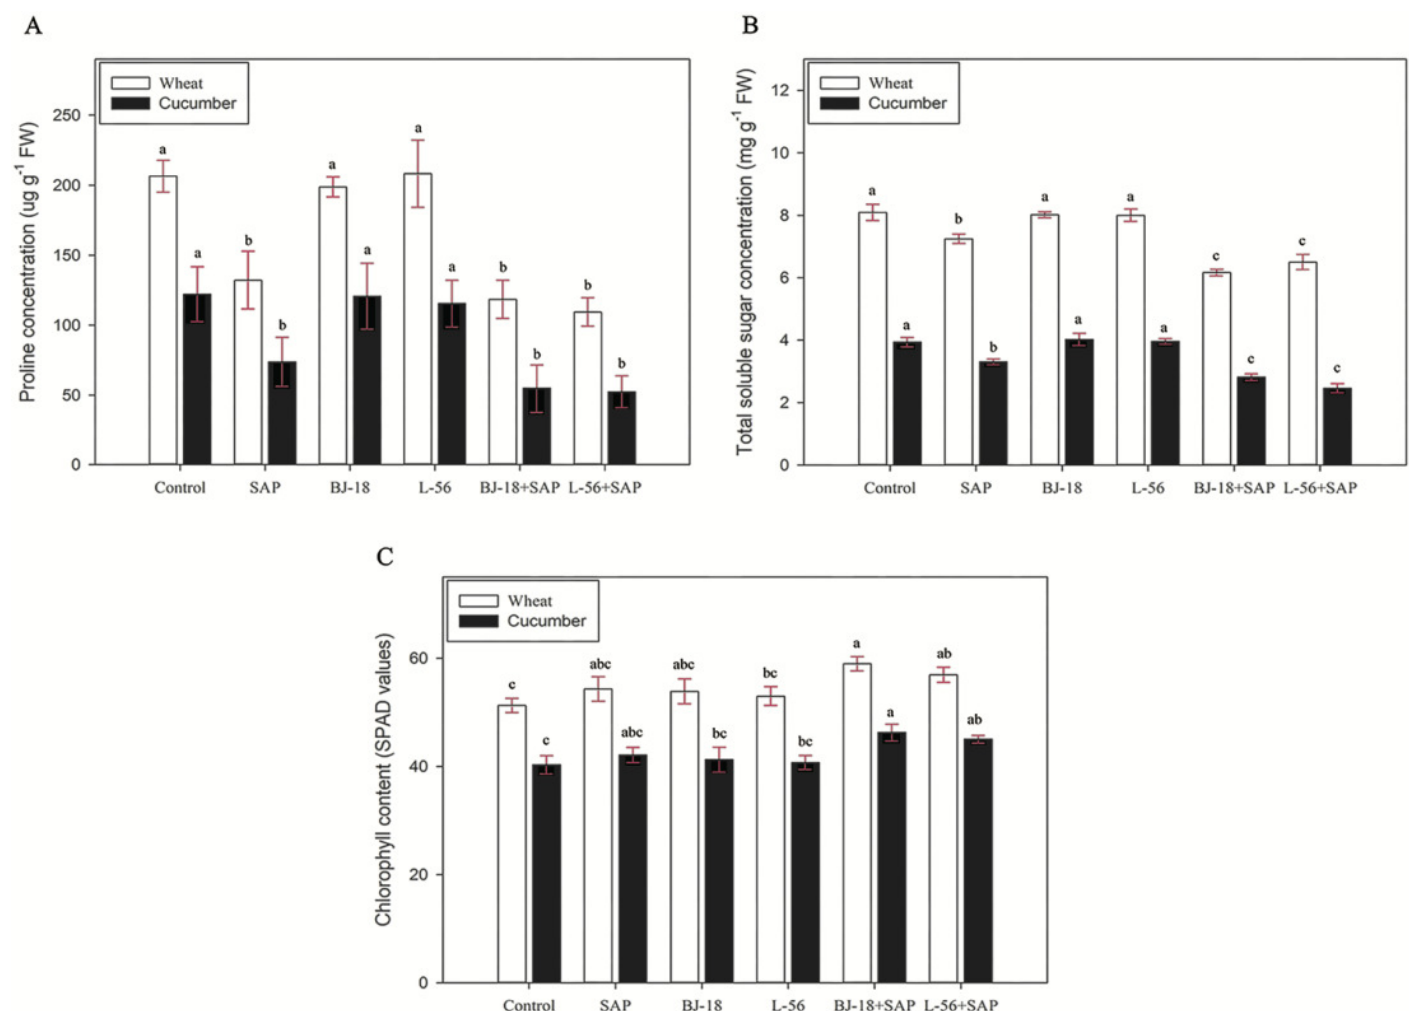 A
Wheat
Cucumber
Proline concentration (ug g-1 FW)
250
200
150
100
50
0
a
a
b
b
a
a
a
a
b
b
b
b
Control SAP BJ-18 L-56 BJ-18+SAP L-56+SAP
B
Wheat
Cucumber
Total soluble sugar concentration (mg g-1 FW)
12
10
8
6
4
2
0
a
a
b
b
a
a
a
a
c
c
c
c
Control SAP BJ-18 L-56 BJ-18+SAP L-56+SAP
C
Wheat
Cucumber
Chlorophyll content (SPAD values)
60
40
20
0
c
c
abc
abc
abc
bc
bc
bc
a
a
ab
ab
Control SAP BJ-18 L-56 BJ-18+SAP L-56+SAP